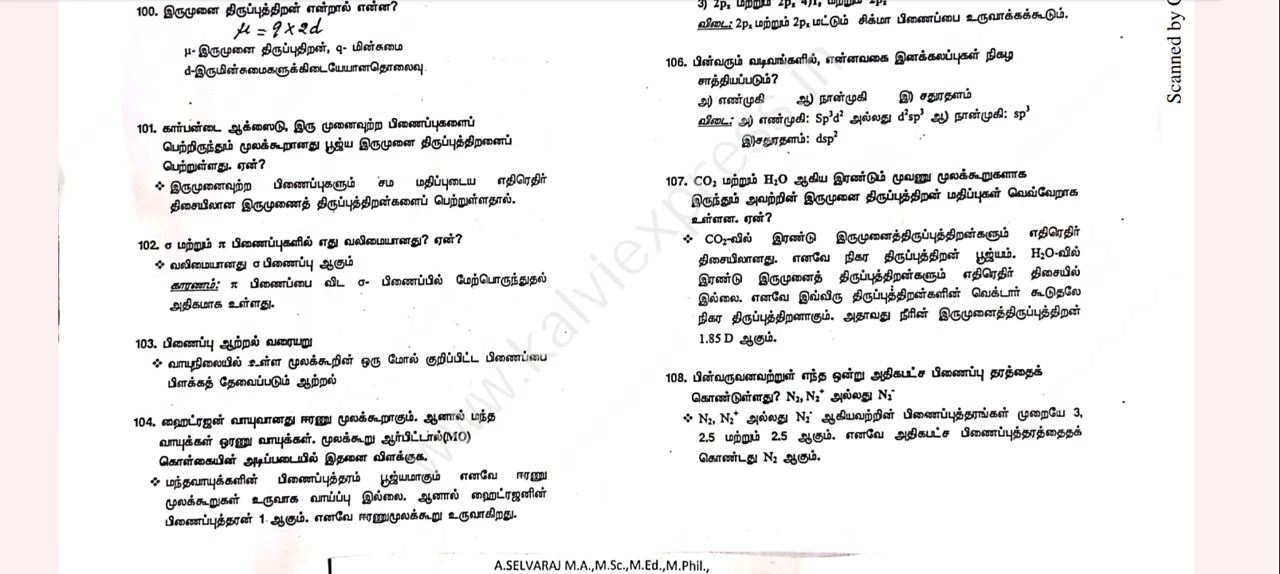 100. இருமுனை திருப்புத்திறன் என்றால் என்ன?
μ = q × 2d
μ- இருமுனை திருப்புதிறன், q- மின்சுமை
d-இருமின்சுமைகளுக்கிடையேயானதொலைவு.
101. கார்பன்டை ஆக்ஸைடு, இரு முனைவுற்ற பிணைப்புகளைப்
பெற்றிருந்தும் மூலக்கூறானது பூஜ்ய இருமுனை திருப்புத்திறனைப்
பெற்றுள்ளது. ஏன்?
❖ இருமுனைவுற்ற பிணைப்புகளும் சம மதிப்புடைய எதிரெதிர்
திசையிலான இருமுணைத் திருப்புத்திறன்களைப் பெற்றுள்ளதால்.
102. σ மற்றும் π பிணைப்புகளில் எது வலிமையானது? ஏன்?
❖ வலிமையானது σ பிணைப்பு ஆகும்
காரணம்: π பிணைப்பை விட σ- பிணைப்பில் மேற்பொருந்துதல்
அதிகமாக உள்ளது.
103. பிணைப்பு ஆற்றல் வரையறு
❖ வாயுநிலையில் உள்ள மூலக்கூறின் ஒரு மோல் குறிப்பிட்ட பிணைப்பை
பிளக்கத் தேவைப்படும் ஆற்றல்
104. ஹைட்ரஜன் வாயுவானது ஈரணு மூலக்கூறாகும். ஆனால் மந்த
வாயுக்கள் ஓரணு வாயுக்கள். மூலக்கூறு ஆர்பிட்டால்(MO)
கொள்கையின் அடிப்படையில் இதனை விளக்குக.
❖ மந்தவாயுக்களின் பிணைப்புத்தரம் பூஜ்யமாகும் எனவே ஈரணு
மூலக்கூறுகள் உருவாக வாய்ப்பு இல்லை. ஆனால் ஹைட்ரஜனின்
பிணைப்புத்தரன் 1 ஆகும். எனவே ஈரணுமூலக்கூறு உருவாகிறது.
விடை: 2pₓ மற்றும் 2pₓ மட்டும் சிக்மா பிணைப்பை உருவாக்கக்கூடும்.
106. பின்வரும் வடிவங்களில், என்னவகை இனக்கலப்புகள் நிகழ
சாத்தியப்படும்?
அ) எண்முகி ஆ) நான்முகி இ) சதுரதளம்
விடை: அ) எண்முகி: Sp³d² அல்லது d²sp³ ஆ) நான்முகி: sp³
இ)சதுரதளம்: dsp²
107. CO₂ மற்றும் H₂O ஆகிய இரண்டும் மூவணு மூலக்கூறுகளாக
இருந்தும் அவற்றின் இருமுனை திருப்புத்திறன் மதிப்புகள் வெவ்வேறாக
உள்ளன. ஏன்?
❖ CO₂-வில் இரண்டு இருமுனைத்திருப்புத்திறன்களும் எதிரெதிர்
திசையிலானது. எனவே நிகர திருப்புத்திறன் பூஜ்யம். H₂O-வில்
இரண்டு இருமுனைத் திருப்புத்திறன்களும் எதிரெதிர் திசையில்
இல்லை. எனவே இவ்விரு திருப்புத்திறன்களின் வெக்டார் கூடுதலே
நிகர திருப்புத்திறனாகும். அதாவது நீரின் இருமுனைத்திருப்புத்திறன்
1.85 D ஆகும்.
108. பின்வருவனவற்றுள் எந்த ஒன்று அதிகபட்ச பிணைப்பு தரத்தைக்
கொண்டுள்ளது? N₂, N₂⁺ அல்லது N₂⁻
❖ N₂, N₂⁺ அல்லது N₂⁻ ஆகியவற்றின் பிணைப்புத்தரங்கள் முறையே 3,
2.5 மற்றும் 2.5 ஆகும். எனவே அதிகபட்ச பிணைப்புத்தரத்தைதக்
கொண்டது N₂ ஆகும்.
Scanned by
www.kalviexpress.in
A.SELVARAJ M.A.,M.Sc.,M.Ed.,M.Phil.,